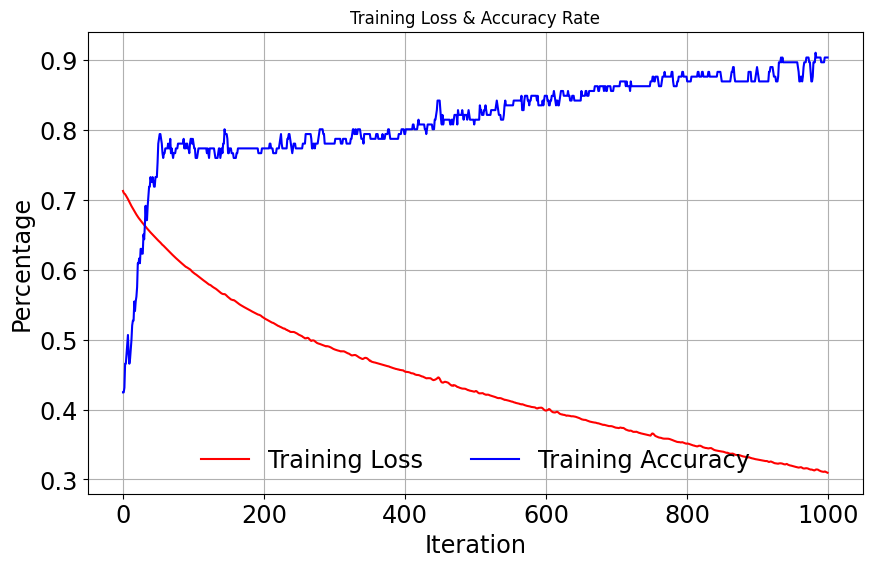 Training Loss & Accuracy Rate
Percentage
0.9
0.8
0.7
0.6
0.5
0.4
0.3
Training Loss
Training Accuracy
0 200 400 600 800 1000
Iteration